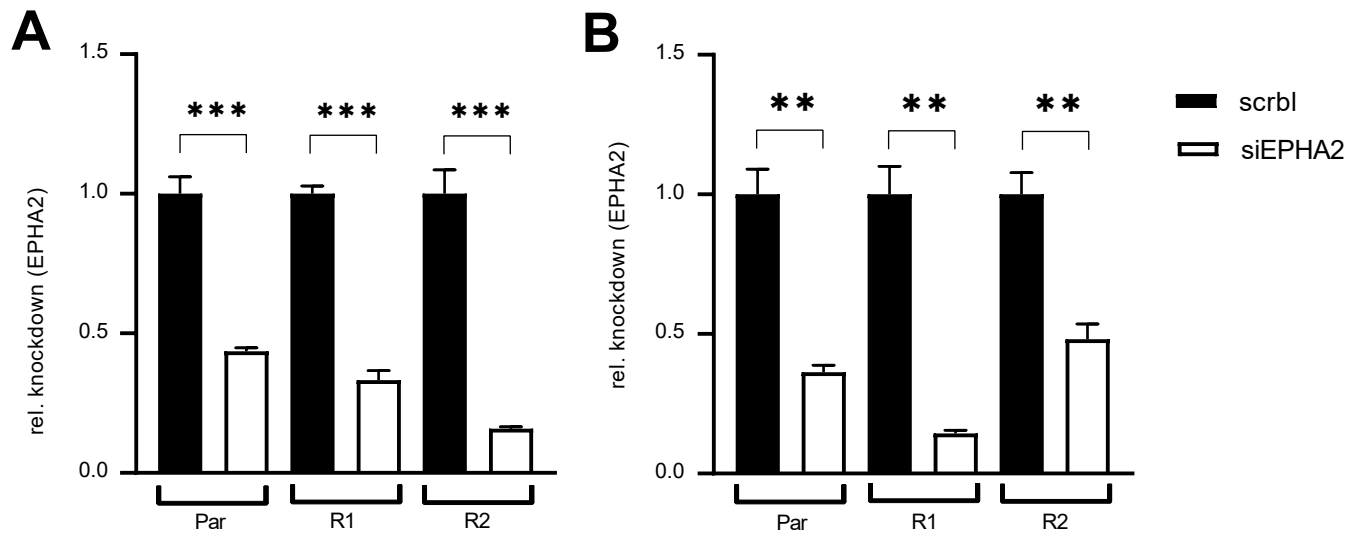 A
1.5
1.0
0.5
0.0
rel. knockdown (EPHA2)
*** *** ***
Par R1 R2
B
1.5
1.0
0.5
0.0
rel. knockdown (EPHA2)
** ** **
Par R1 R2
scrbl
siEPHA2